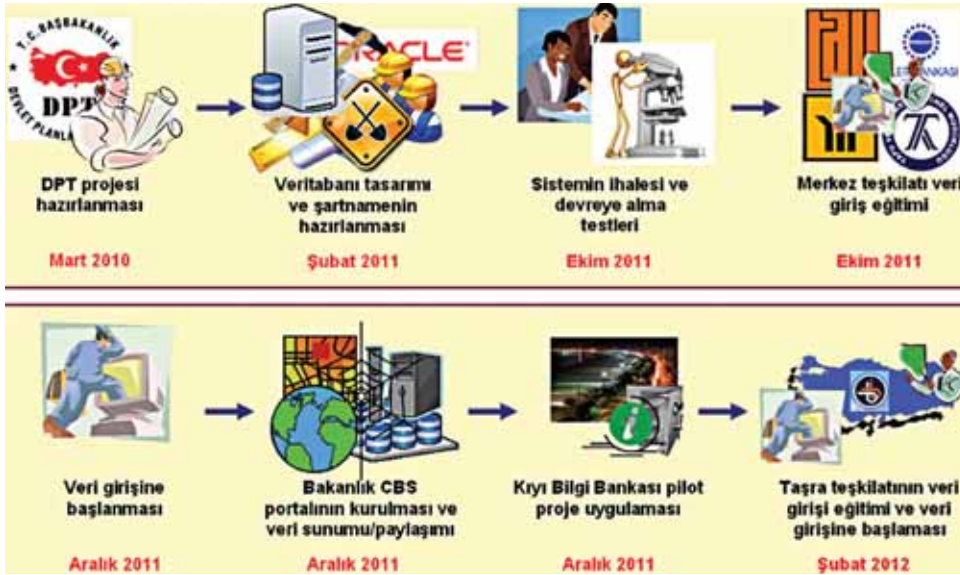 T.C. BAŞBAKANLIK
DPT
ORACLE
DPT projesi
hazırlanması
Mart 2010
Veritabanı tasarımı
ve şartnamenin
hazırlanması
Şubat 2011
Sistemin ihalesi ve
devreye alma
testleri
Ekim 2011
Merkez teşkilatı veri
giriş eğitimi
Ekim 2011
Veri girişine
başlanması
Aralık 2011
Bakanlık CBS
portalının kurulması ve
veri sunumu/paylaşımı
Aralık 2011
Kıyı Bilgi Bankası pilot
proje uygulaması
Aralık 2011
Taşra teşkilatının veri
girişi eğitimi ve veri
girişine başlaması
Şubat 2012